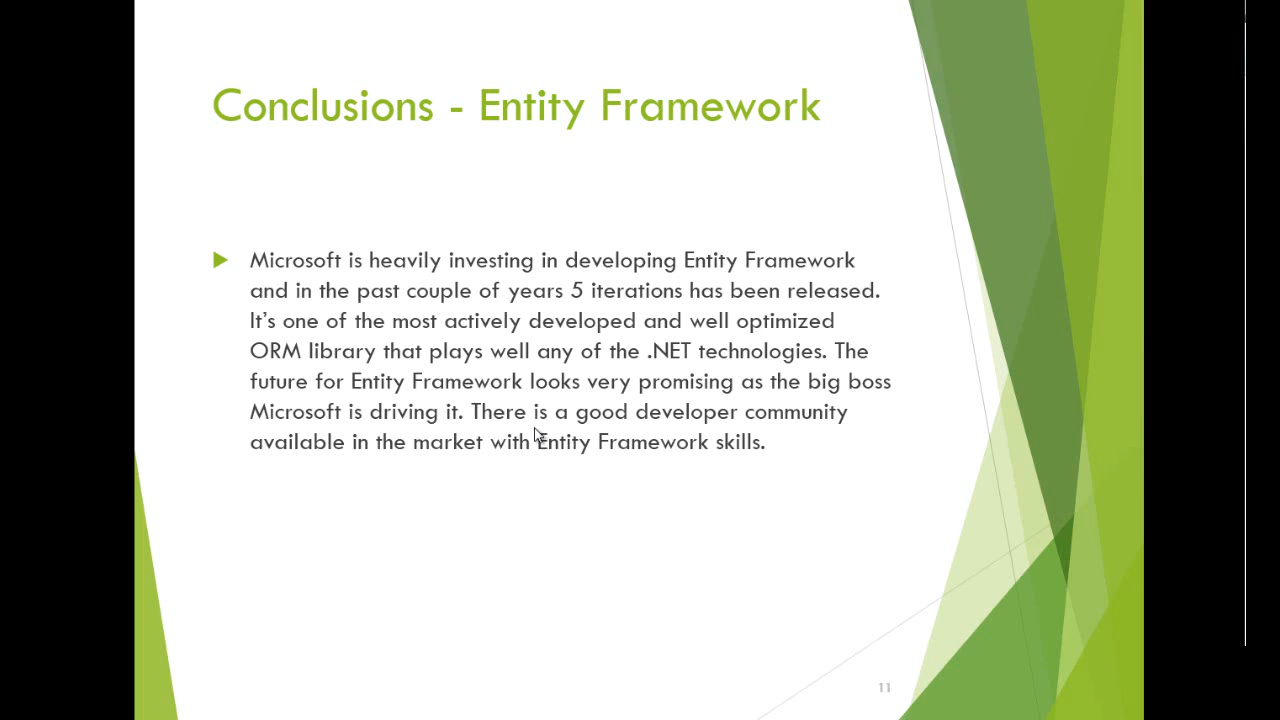 Conclusions - Entity Framework
Microsoft is heavily investing in developing Entity Framework
and in the past couple of years 5 iterations has been released.
It's one of the most actively developed and well optimized
ORM library that plays well any of the .NET technologies. The
future for Entity Framework looks very promising as the big boss
Microsoft is driving it. There is a good developer community
available in the market with Entity Framework skills.
11